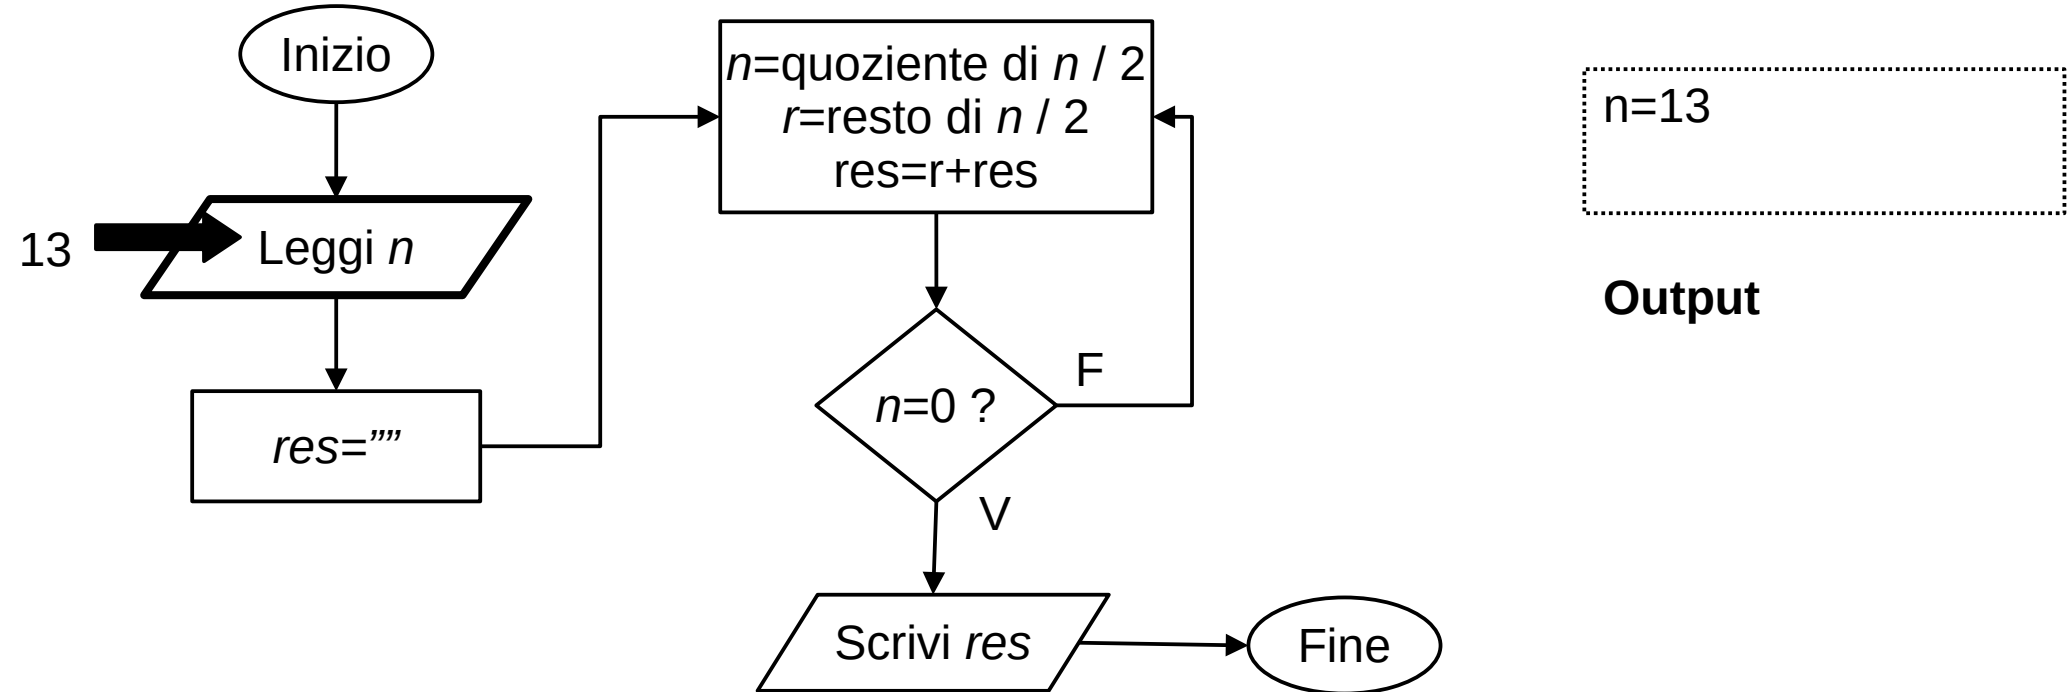 Inizio
13
Leggi n
res=””
n=quoziente di n / 2
r=resto di n / 2
res=r+res
n=0 ?
F
V
Scrivi res
Fine
n=13
Output